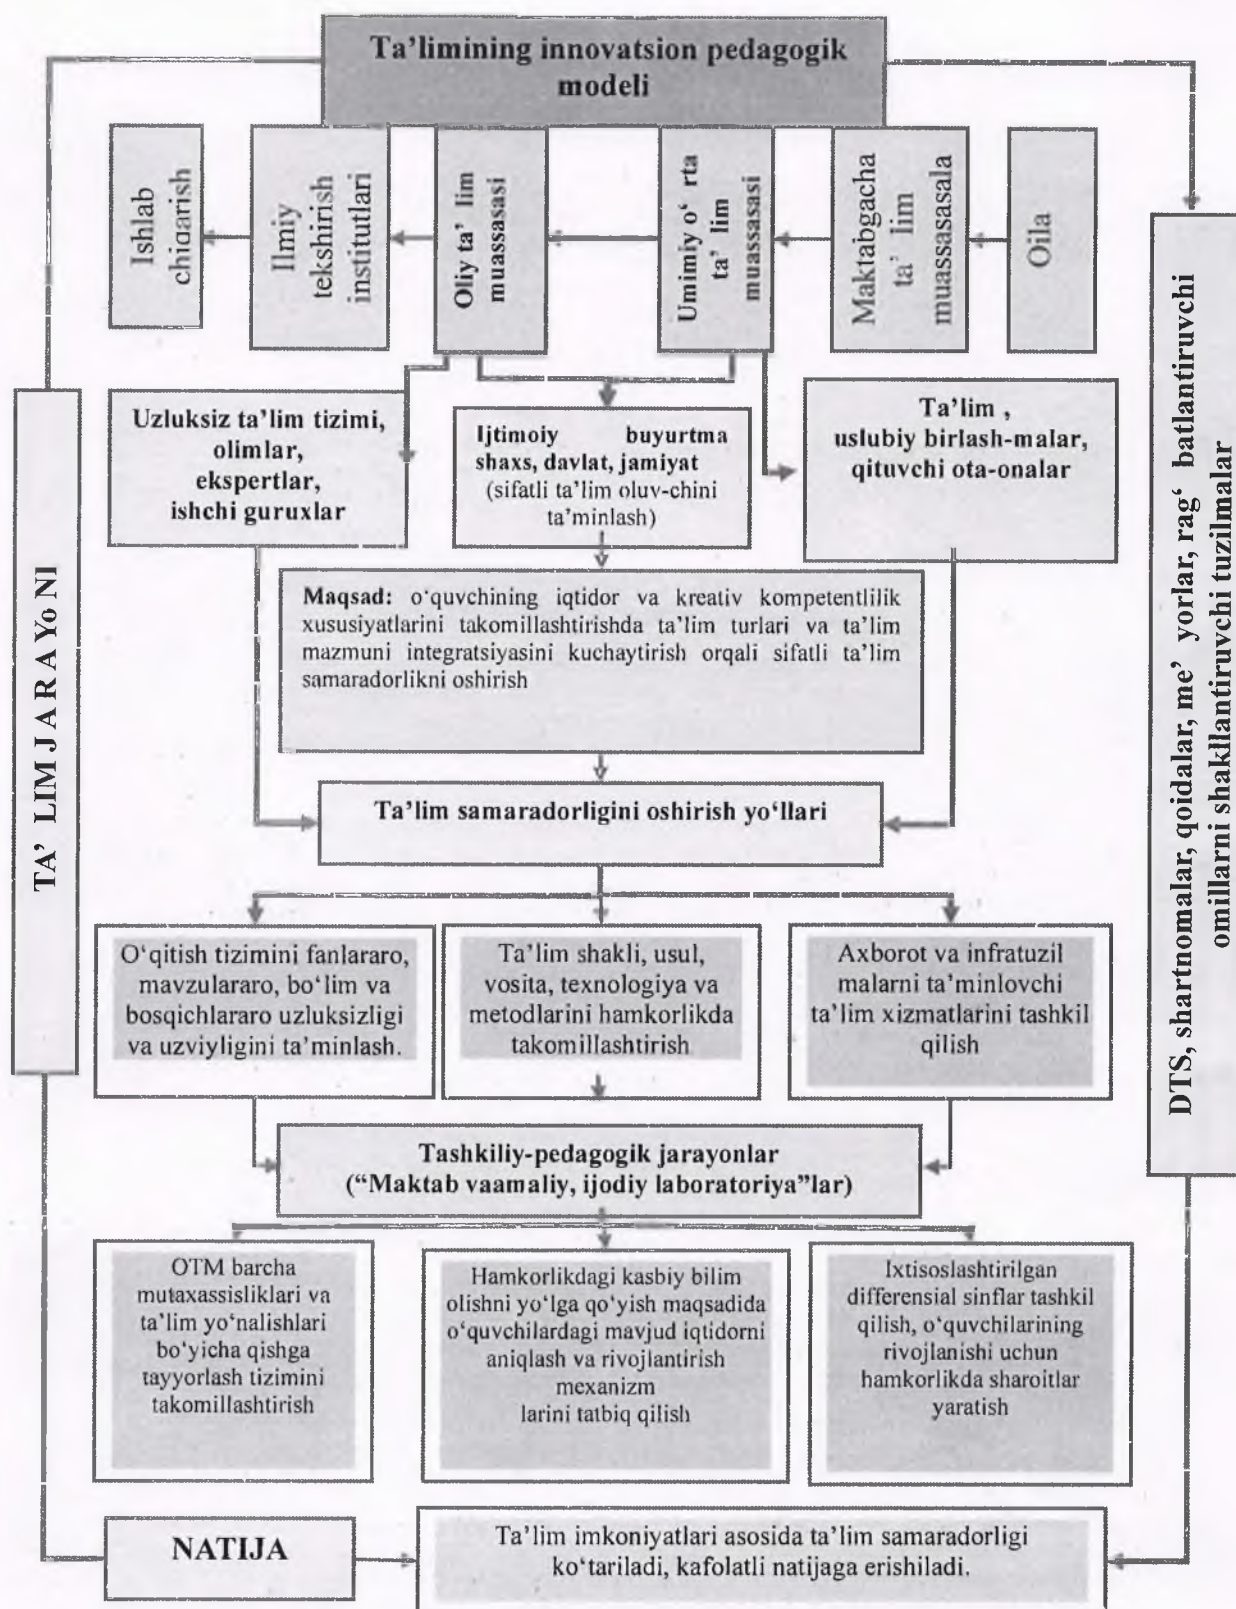 Ta’limining innovatsion pedagogik
modeli
Ishlab
chiqarish
Ilmiy
tekshirish
institutlari
Oliy ta’ lim
muassasasi
Umimiy o‘ rta
ta’ lim
muassasasi
Maktabgacha
ta’ lim
muassasasala
Oila
TA’ LIM J A R A Yo NI
Uzluksiz ta’lim tizimi,
olimlar,
ekspertlar,
ishchi guruxlar
Ijtimoiy buyurtma
shaxs, davlat, jamiyat
(sifatli ta’lim oluv-chini
ta’minlash)
Ta’lim ,
uslubiy birlash-malar,
qituvchi ota-onalar
DTS, shartnomalar, qoidalar, me’ yorlar, rag‘ batlantiruvchi
omillarni shakllantiruvchi tuzilmalar
Maqsad: o‘quvchining iqtidor va kreativ kompetentlilik
xususiyatlarini takomillashtirishda ta’lim turlari va ta’lim
mazmuni integratsiyasini kuchaytirish orqali sifatli ta’lim
samaradorlikni oshirish
Ta’lim samaradorligini oshirish yo‘llari
O‘qitish tizimini fanlararo,
mavzulararo, bo‘lim va
bosqichlararo uzluksizligi
va uzviyligini ta’minlash.
Ta’lim shakli, usul,
vosita, texnologiya va
metodlarini hamkorlikda
takomillashtirish
Axborot va infratuzil
malarni ta’minlovchi
ta’lim xizmatlarini tashkil
qilish
Tashkiliy-pedagogik jarayonlar
(“Maktab vaamaliy, ijodiy laboratoriya”lar)
OTM barcha
mutaxassisliklari va
ta’lim yo‘nalishlari
bo‘yicha qishga
tayyorlash tizimini
takomillashtirish
Hamkorlikdagi kasbiy bilim
olishni yo‘lga qo‘yish maqsadida
o‘quvchilardagi mavjud iqtidorni
aniqlash va rivojlantirish
mexanizm
larini tatbiq qilish
Ixtisoslashtirilgan
differensial sinflar tashkil
qilish, o‘quvchilarining
rivojlanishi uchun
hamkorlikda sharoitlar
yaratish
NATIJA
Ta’lim imkoniyatlari asosida ta’lim samaradorligi
ko‘tariladi, kafolatli natijaga erishiladi.